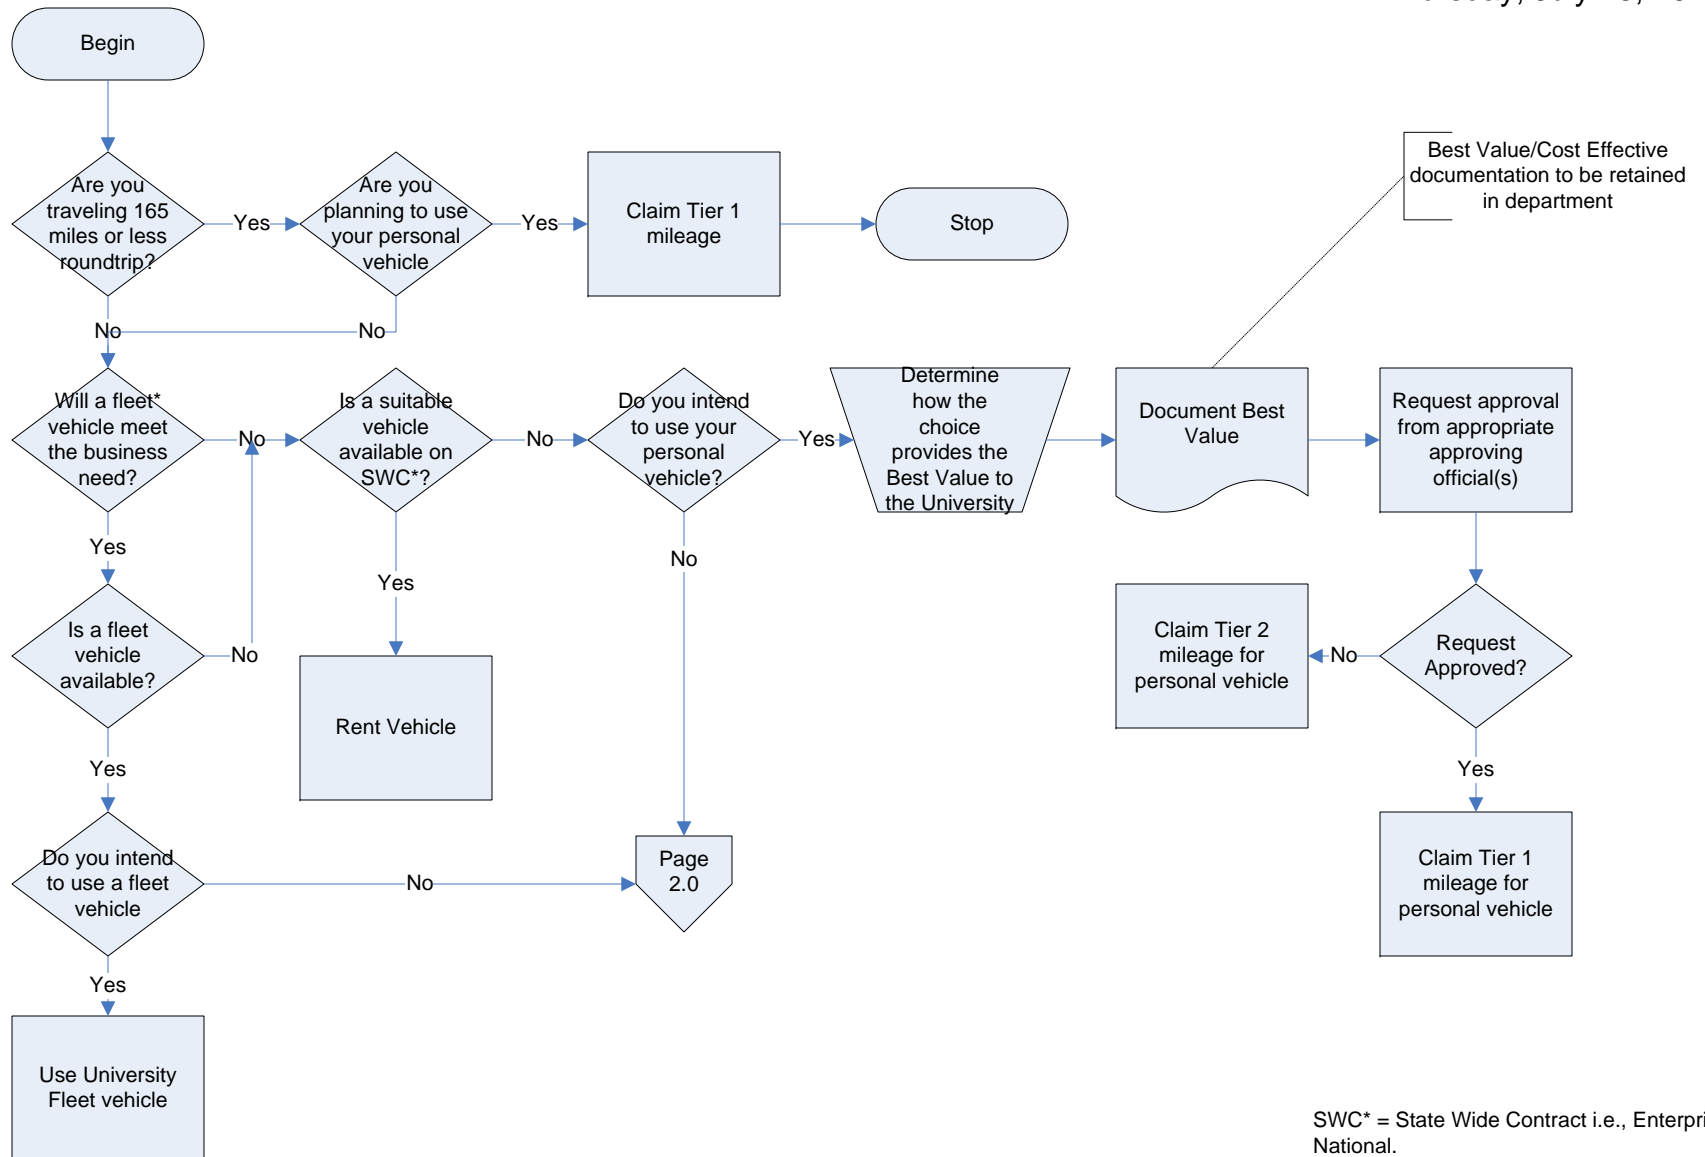 Begin
Are you
traveling 165
miles or less
roundtrip?
Yes
Are you
planning to use
your personal
vehicle
Yes
Claim Tier 1
mileage
Stop
Best Value/Cost Effective
documentation to be retained
in department
No
No
Will a fleet*
vehicle meet
the business
need?
No
Is a suitable
vehicle
available on
SWC*?
No
Do you intend
to use your
personal
vehicle?
Yes
Determine
how the
choice
provides the
Best Value to
the University
Document Best
Value
Request approval
from appropriate
approving
official(s)
Yes
Yes
No
Is a fleet
vehicle
available?
No
Rent Vehicle
Claim Tier 2
mileage for
personal vehicle
No
Request
Approved?
Yes
Yes
Do you intend
to use a fleet
vehicle
No
Page
2.0
Claim Tier 1
mileage for
personal vehicle
Yes
Use University
Fleet vehicle
SWC* = State Wide Contract i.e.,
National.